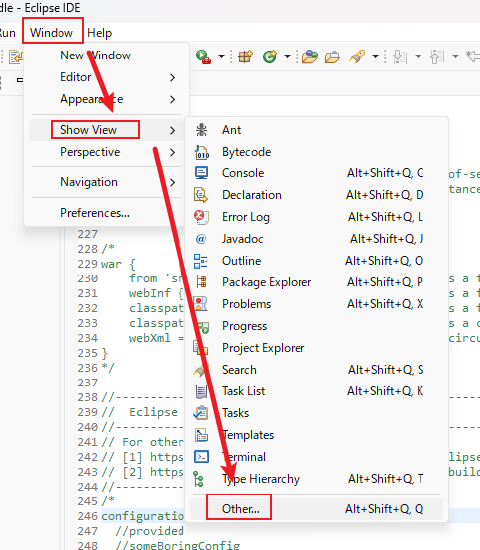 dle - Eclipse IDE
Run Window Help
New Window
Editor
Appearance
Show View
Perspective
Navigation
Preferences...
Ant
Bytecode
Console Alt+Shift+Q, C
Declaration Alt+Shift+Q, D
Error Log Alt+Shift+Q, L
Javadoc Alt+Shift+Q, J
Outline Alt+Shift+Q, O
Package Explorer Alt+Shift+Q, P
Problems Alt+Shift+Q, X
Progress
Project Explorer
Search Alt+Shift+Q, S
Task List Alt+Shift+Q, K
Tasks
Templates
Terminal
Type Hierarchy Alt+Shift+Q, T
Other... Alt+Shift+Q, Q
of-se
tance
227
228 /*
229 war {
230 from 's s a f
231 webInf { s a f
232 classpat s a f
233 classpat s a c
234 webXml = circu
235 }
236 */
237
238 //
239 // Eclipse
240 //
241 // For other
242 // [1] https clipse
243 // [2] https build
244 //
245 /*
246 configuratio
247 //provided
248 //someBoringConfig